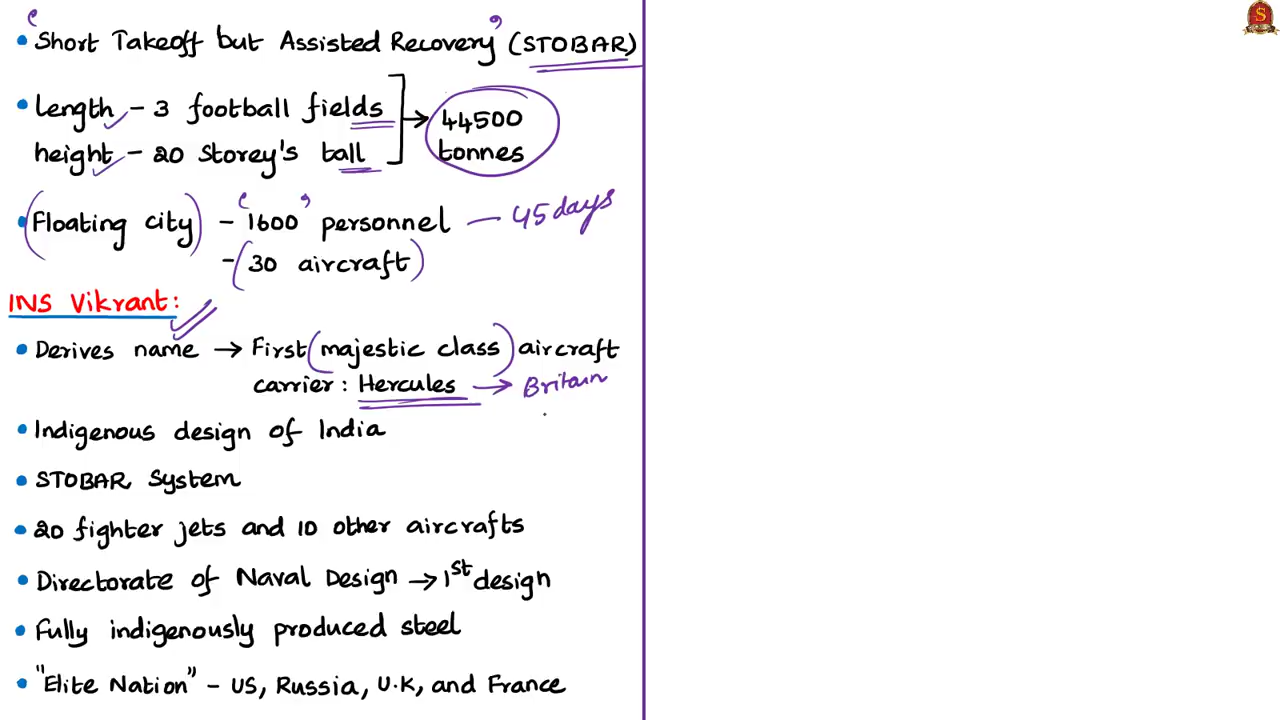 • 'Short Takeoff but Assisted Recovery' (STOBAR)
• length - 3 football fields
height - 20 Storey's tall
→ 44500
tonnes
• (Floating city) - '1600' personnel — 45 days
- (30 aircraft)
INS Vikrant:
• Derives name → First (majestic class) aircraft
carrier : Hercules → Britain
• Indigenous design of India
• STOBAR System
• 20 fighter jets and 10 other aircrafts
• Directorate of Naval Design → 1st design
• Fully indigenously produced steel
• "Elite Nation" - US, Russia, U.K, and France
S